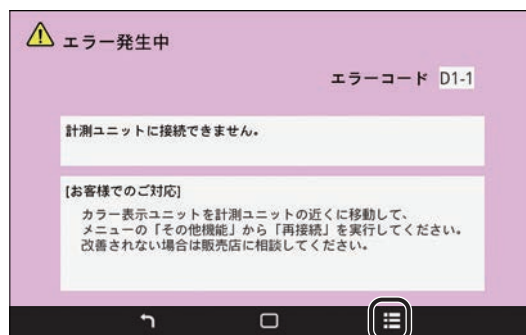 エラー発生中
エラーコード D1-1
計測ユニットに接続できません。
[お客様でのご対応]
カラー表示ユニットを計測ユニットの近くに移動して、
メニューの「その他機能」から「再接続」を実行してください。
改善されない場合は販売店に相談してください。